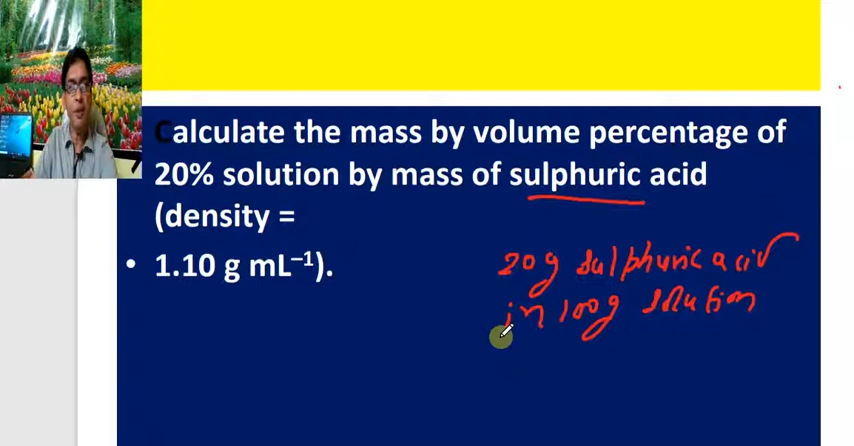 Calculate the mass by volume percentage of
20% solution by mass of sulphuric acid
(density =
• 1.10 g mL⁻¹).
20g sulphuric acid
in 100g solution